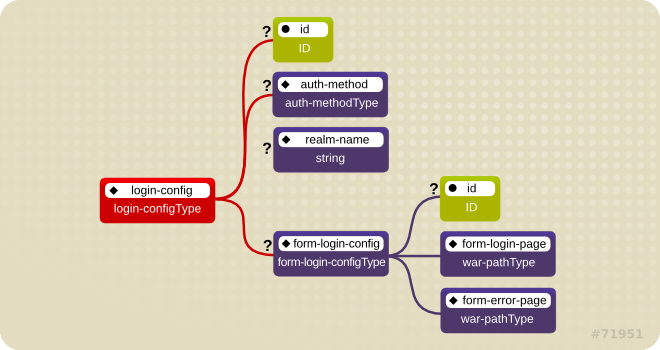 ? id
ID
? auth-method
auth-methodType
? realm-name
string
login-config
login-configType
? form-login-config
form-login-configType
? id
ID
form-login-page
war-pathType
form-error-page
war-pathType
#71951